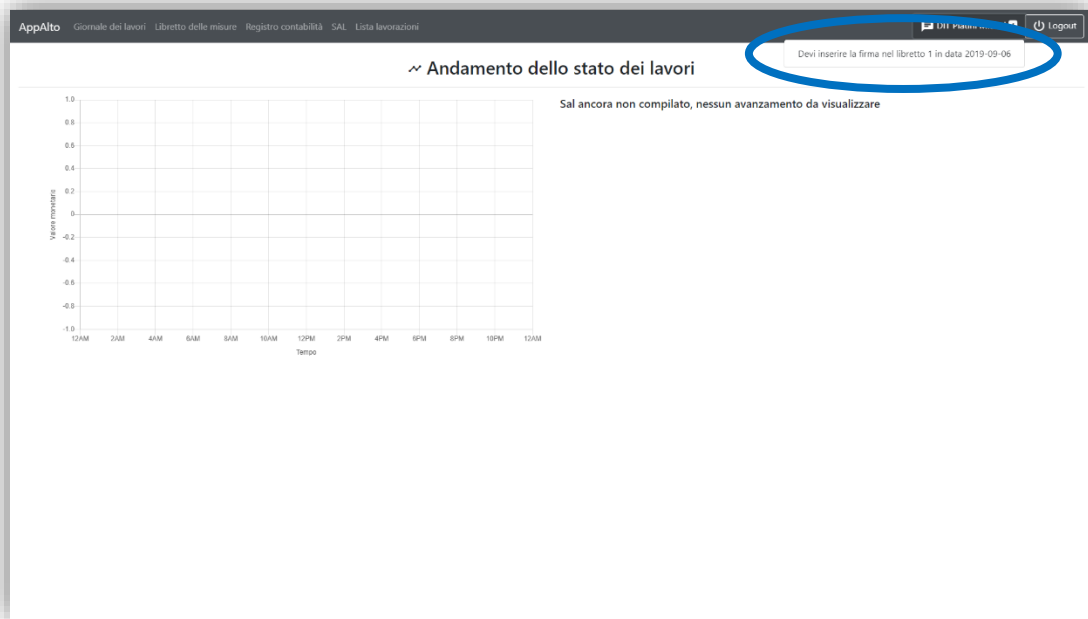 AppAlto Giornale dei lavori Libretto delle misure Registro contabilità SAL Lista lavorazioni Logout
Devi inserire la firma nel libretto 1 in data 2019-09-06
Andamento dello stato dei lavori
Sal ancora non compilato, nessun avanzamento da visualizzare
1.0
0.8
0.6
0.4
0.2
0
-0.2
-0.4
-0.6
-0.8
-1.0
Valore monetario
12AM 2AM 4AM 6AM 8AM 10AM 12PM 2PM 4PM 6PM 8PM 10PM 12AM
Tempo